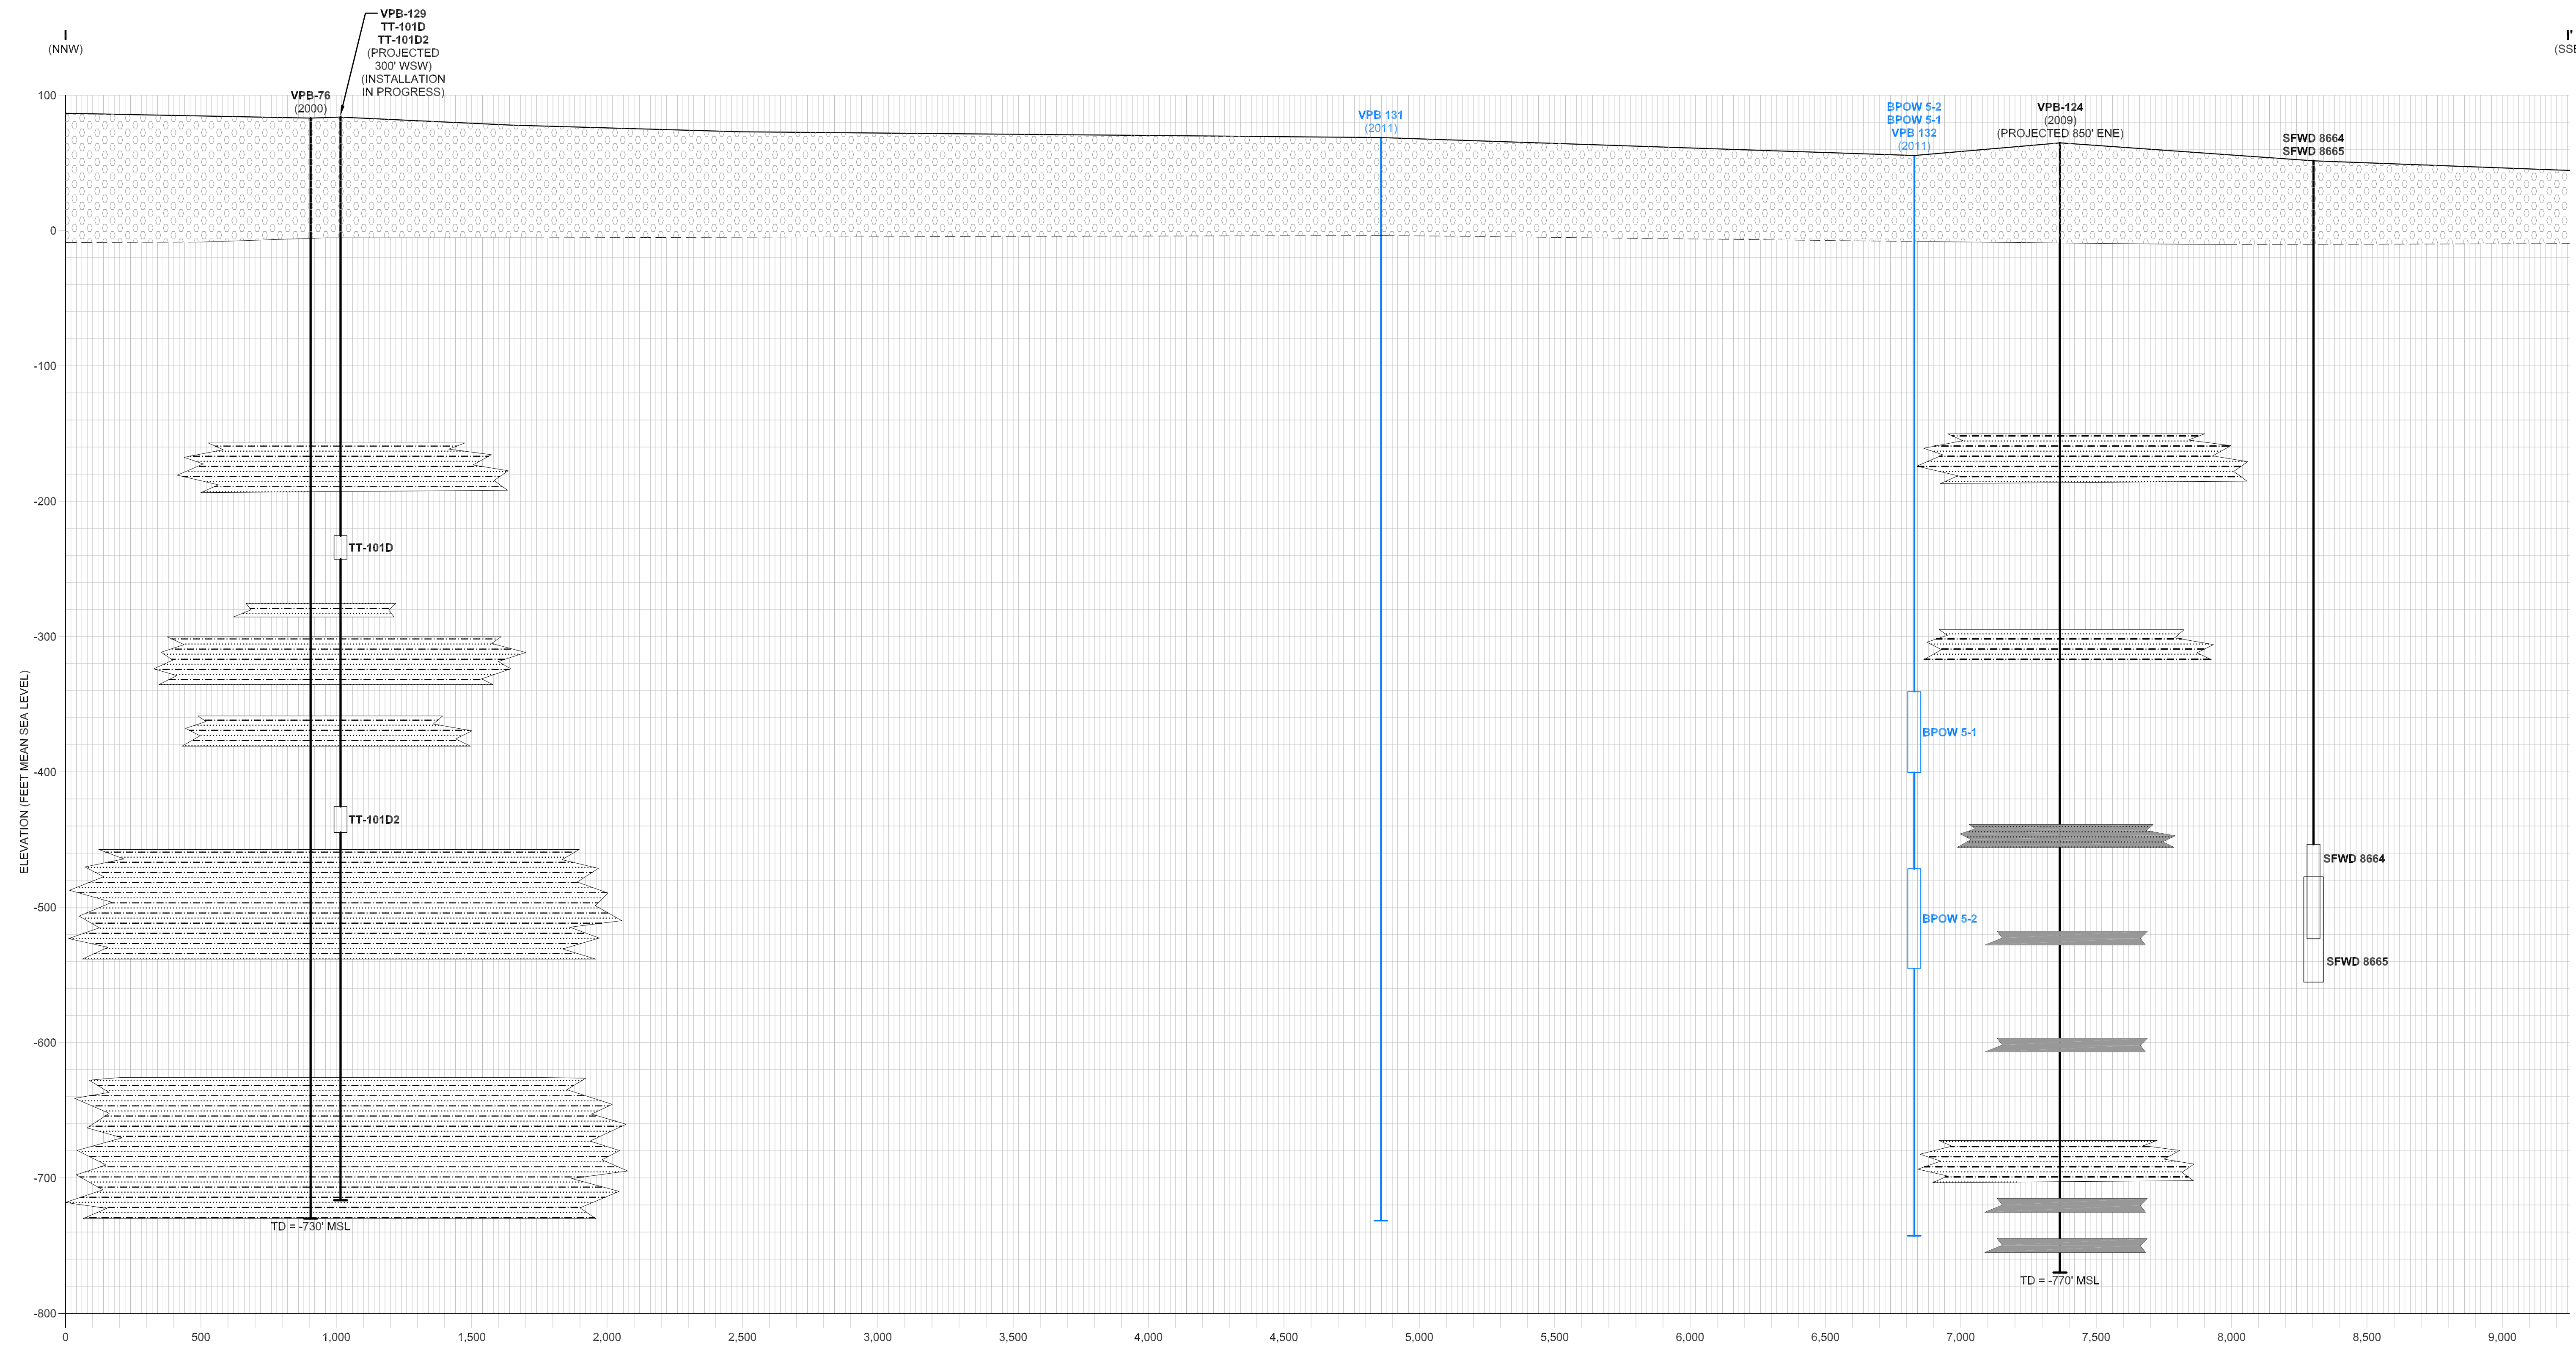 I
(NNW)
VPB-129
TT-101D
TT-101D2
(PROJECTED
300' WSW)
(INSTALLATION
IN PROGRESS)
I'
(SSE
VPB-76
(2000)
VPB 131
(2011)
BPOW 5-2
BPOW 5-1
VPB 132
(2011)
VPB-124
(2009)
(PROJECTED 850' ENE)
SFWD 8664
SFWD 8665
100
0
-100
-200
-300
-400
-500
-600
-700
-800
ELEVATION (FEET MEAN SEA LEVEL)
TT-101D
TT-101D2
BPOW 5-1
BPOW 5-2
SFWD 8664
SFWD 8665
TD = -730' MSL
TD = -770' MSL
0
500
1,000
1,500
2,000
2,500
3,000
3,500
4,000
4,500
5,000
5,500
6,000
6,500
7,000
7,500
8,000
8,500
9,000